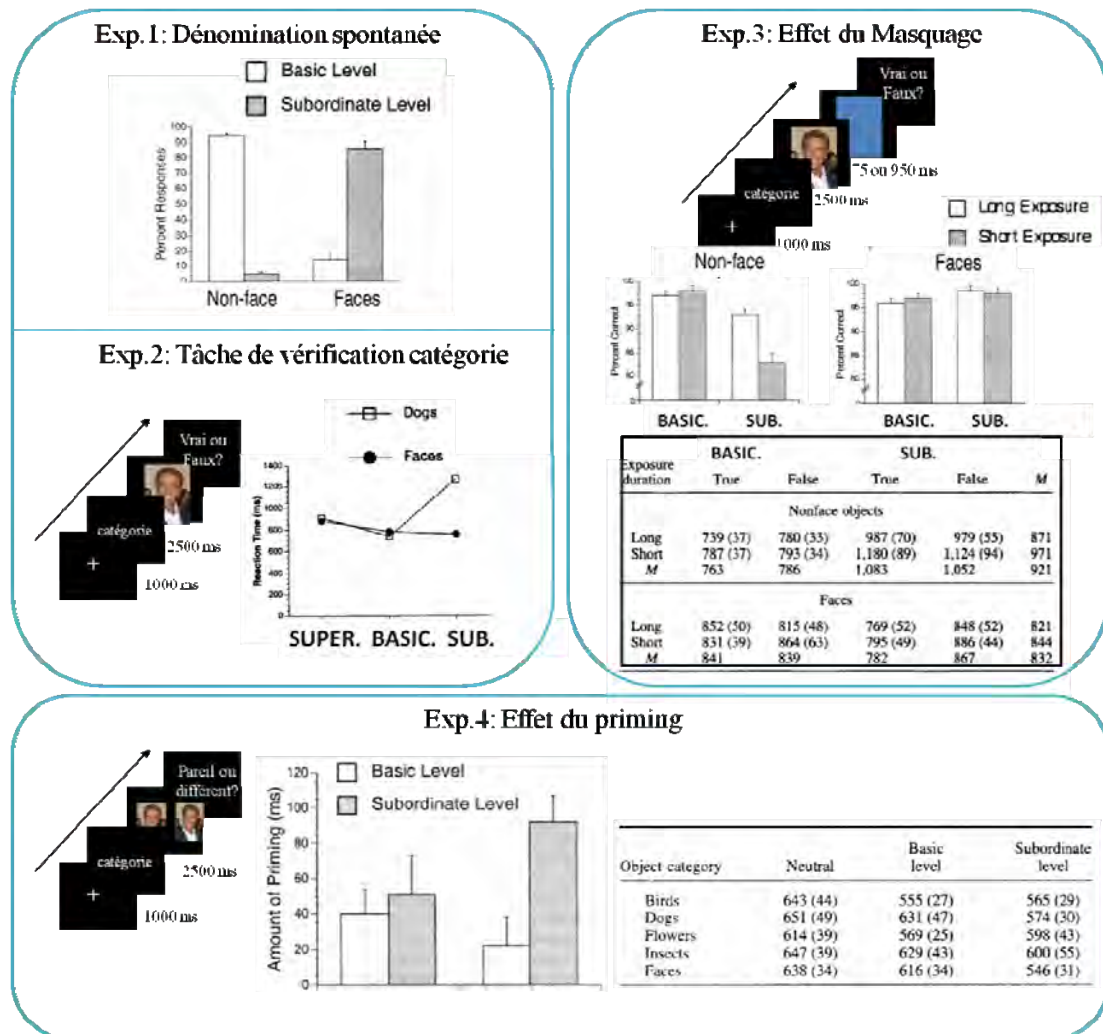 Exp.1: Dénomination spontanée
Basic Level
Subordinate Level
Percent Responses
100
90
80
70
60
50
40
30
20
10
0
Non-face Faces
Exp.2: Tâche de vérification catégorie
Vrai ou
Faux?
catégorie
2500 ms
+
1000 ms
Dogs
Faces
Reaction Time (ms)
1400
1200
1000
800
600
400
200
0
SUPER. BASIC. SUB.
Exp.3: Effet du Masquage
Vrai ou
Faux?
75 ou 950 ms
catégorie
2500 ms
+
1000 ms
Long Exposure
Short Exposure
Non-face Faces
Percent Correct
Percent Correct
BASIC. SUB. BASIC. SUB.
BASIC. SUB.
Exposure
duration True False True False M
Nonface objects
Long 739 (37) 780 (33) 987 (70) 979 (55) 871
Short 787 (37) 793 (34) 1,180 (89) 1,124 (94) 971
M 763 786 1,083 1,052 921
Faces
Long 852 (50) 815 (48) 769 (52) 848 (52) 821
Short 831 (39) 864 (63) 795 (49) 886 (44) 844
M 841 839 782 867 832
Exp.4: Effet du priming
Pareil ou
différent?
catégorie
2500 ms
+
1000 ms
Basic Level
Subordinate Level
Amount of Priming (ms)
120
100
80
60
40
20
0
Object category Neutral Basic level Subordinate level
Birds 643 (44) 555 (27) 565 (29)
Dogs 651 (49) 631 (47) 574 (30)
Flowers 614 (39) 569 (25) 598 (43)
Insects 647 (39) 629 (43) 600 (55)
Faces 638 (34) 616 (34) 546 (31)